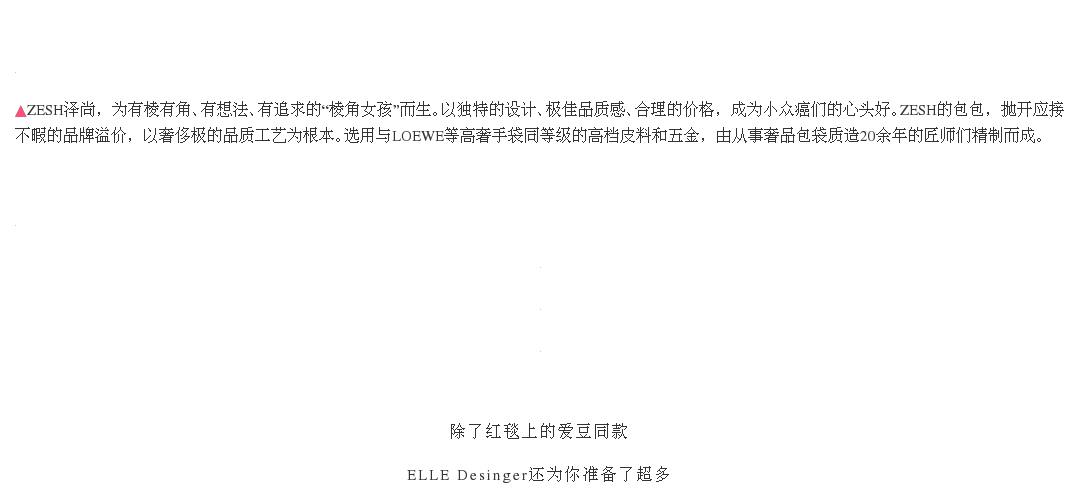 ▲ZESH泽尚，为有棱有角、有想法、有追求的“棱角女孩”而生。以独特的设计、极佳品质感、合理的价格，成为小众癌们的心头好。ZESH的包包，抛开应接
不暇的品牌溢价，以奢侈极的品质工艺为根本。选用与LOEWE等高奢手袋同等级的高档皮料和五金，由从事奢品包袋质造20余年的匠师们精制而成。
除了红毯上的爱豆同款
ELLE Desinger还为你准备了超多